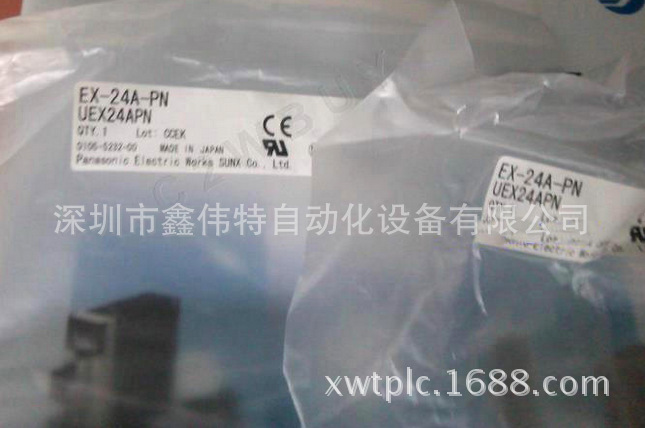 EX-24A-PN
UEX24APN
QTY.1 Lot: CCEK
9106-5232-00 MADE IN JAPAN
Panasonic Electric Works SUNX Co., Ltd.
CE
EX-24A-PN
UEX24APN
深圳市鑫伟特自动化设备有限公司
xwtplc.1688.com